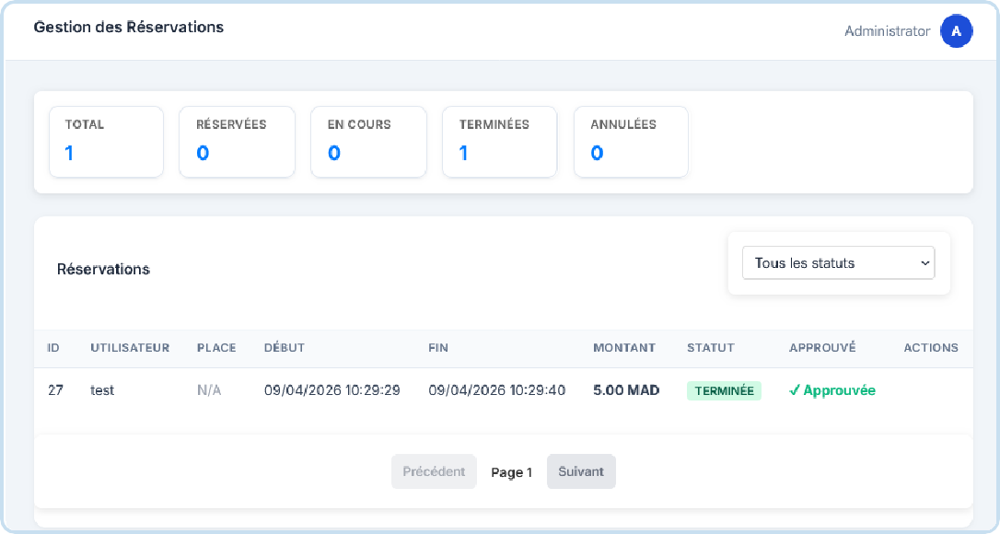 Gestion des Réservations
Administrator A
TOTAL RÉSERVÉES EN COURS TERMINÉES ANNULÉES
1 0 0 1 0
Réservations
Tous les statuts
ID UTILISATEUR PLACE DÉBUT FIN MONTANT STATUT APPROUVÉ ACTIONS
27 test N/A 09/04/2026 10:29:29 09/04/2026 10:29:40 5.00 MAD TERMINÉE ✓ Approuvée
Précédent Page 1 Suivant